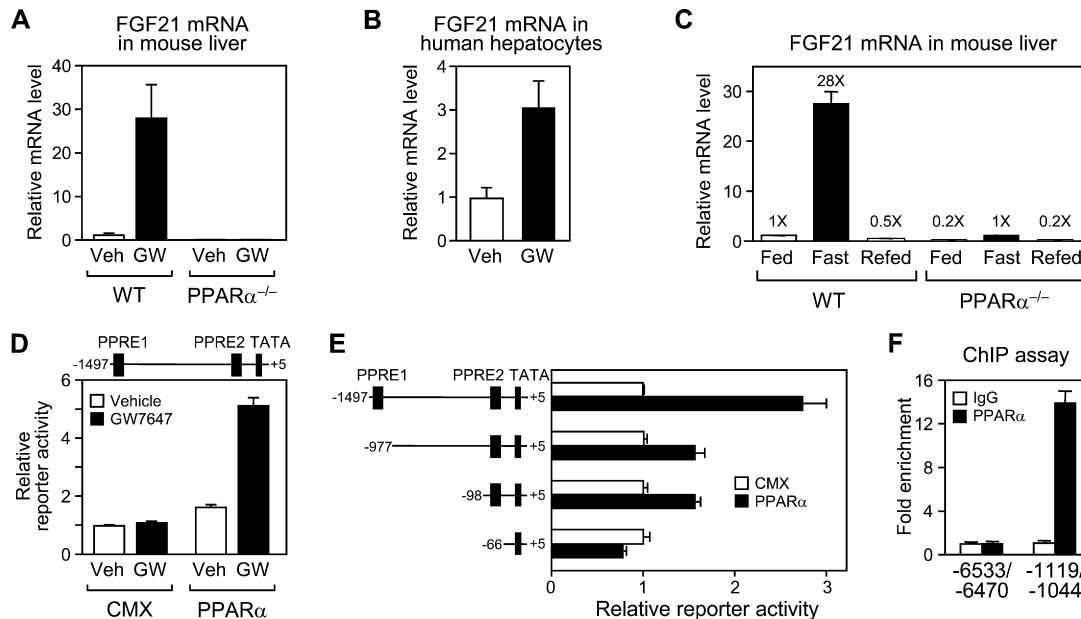 A
FGF21 mRNA
in mouse liver
Relative mRNA level
40
30
20
10
0
Veh GW Veh GW
WT PPARα–/–
B
FGF21 mRNA in
human hepatocytes
Relative mRNA level
4
3
2
1
0
Veh GW
C
FGF21 mRNA in mouse liver
Relative mRNA level
30
20
10
0
1X 28X 0.5X 0.2X 1X 0.2X
Fed Fast Refed Fed Fast Refed
WT PPARα–/–
D
PPRE1 PPRE2 TATA
-1497 +5
Relative
reporter activity
6
4
2
0
Vehicle
GW7647
Veh GW Veh GW
CMX PPARα
E
PPRE1 PPRE2 TATA
-1497 +5
-977 +5
-98 +5
-66 +5
CMX
PPARα
0 1 2 3
Relative reporter activity
F
ChIP assay
Fold enrichment
16
12
8
4
0
IgG
PPARα
-6533/ -1119/
-6470 -1044